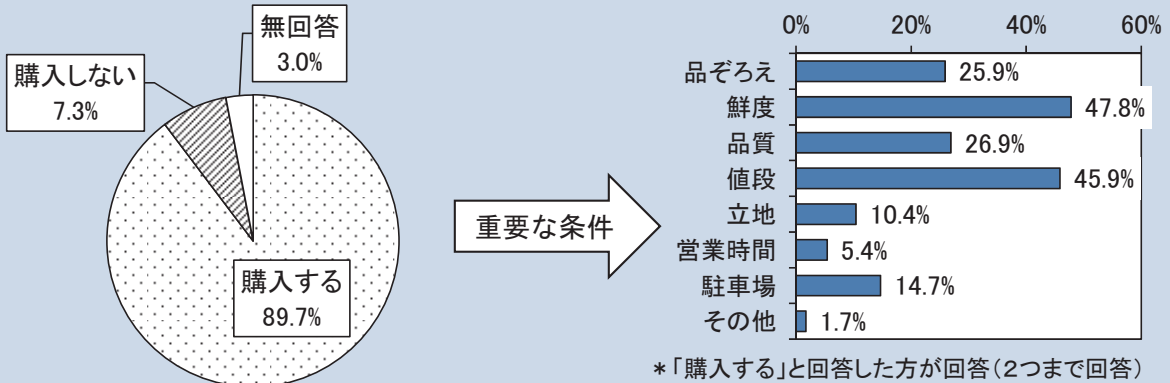 無回答
3.0%
購入しない
7.3%
購入する
89.7%
重要な条件
0% 20% 40% 60%
品ぞろえ 25.9%
鮮度 47.8%
品質 26.9%
値段 45.9%
立地 10.4%
営業時間 5.4%
駐車場 14.7%
その他 1.7%
*「購入する」と回答した方が回答(2つまで回答)